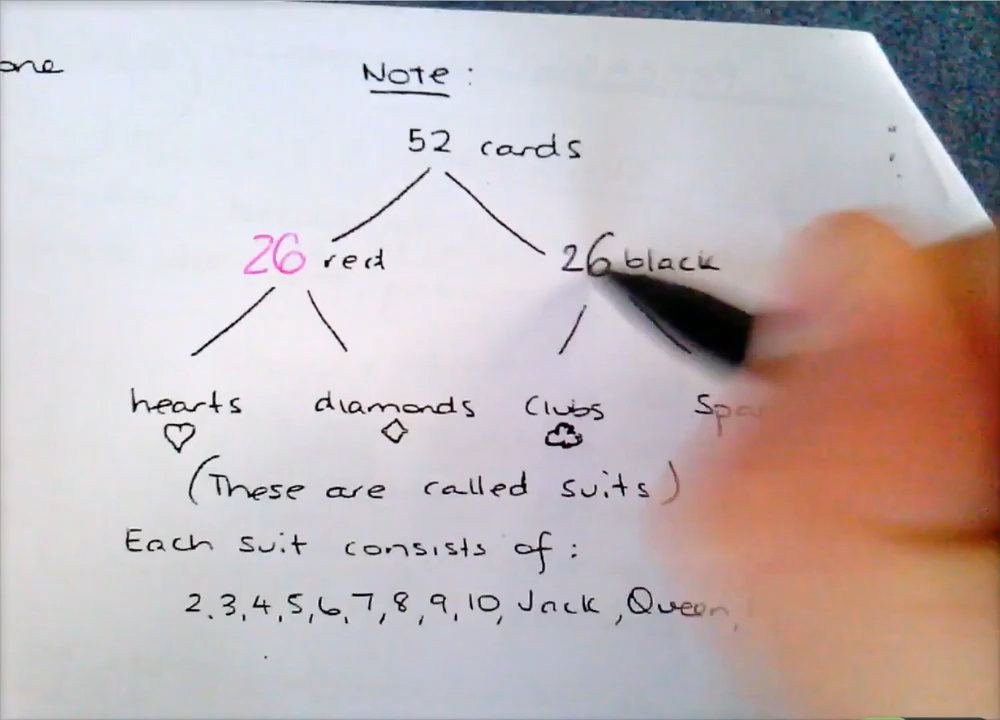 one
Note :
52 cards
26 red 26 black
hearts diamonds Clubs
(These are called suits)
Each suit consists of :
2,3,4,5,6,7,8,9,10, Jack, Queen,